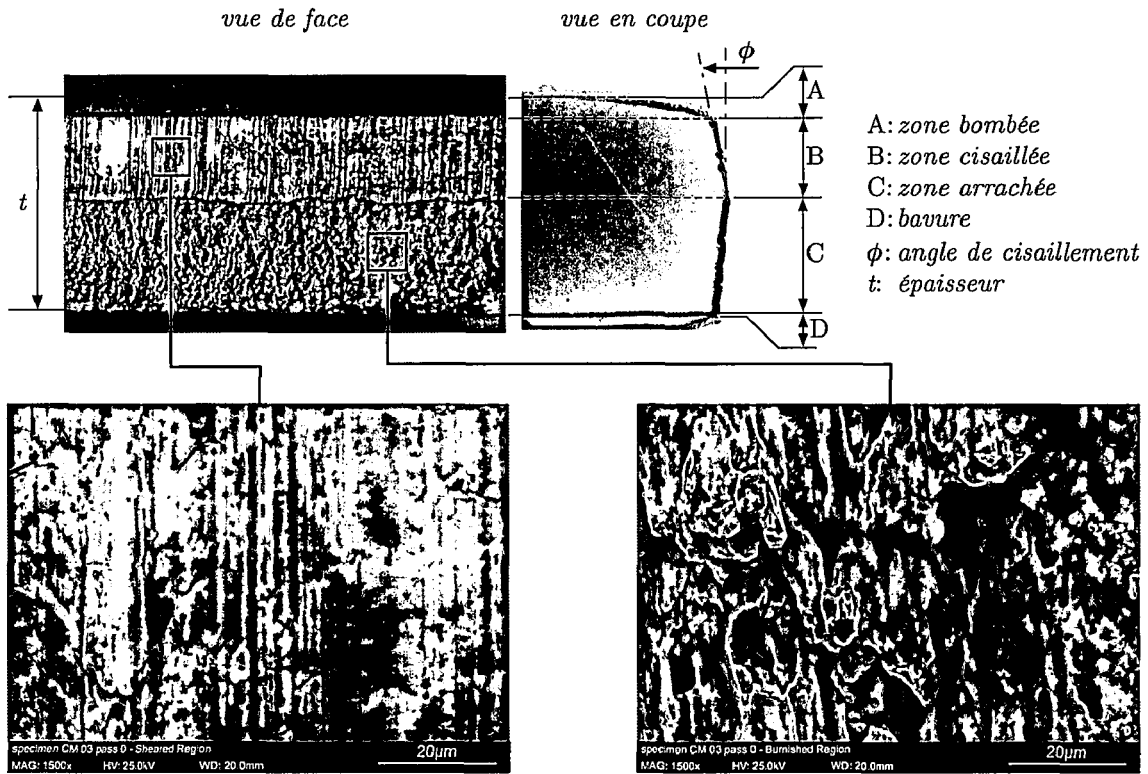 vue de face
vue en coupe
ϕ
A
B
C
D
t
A: zone bombée
B: zone cisaillée
C: zone arrachée
D: bavure
ϕ: angle de cisaillement
t: épaisseur
specimen CM 03 pass 0 - Sheared Region
MAG: 1500x HV: 25.0kV WD: 20.0mm
20µm
specimen CM 03 pass 0 - Burnished Region
MAG: 1500x HV: 25.0kV WD: 20.0mm
20µm